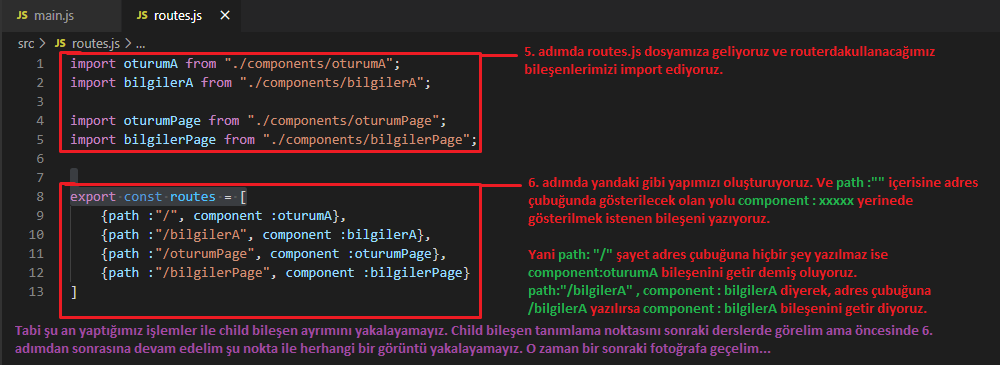 JS main.js
JS routes.js ×
src > JS routes.js > ...
1 import oturumA from "./components/oturumA";
2 import bilgilerA from "./components/bilgilerA";
3
4 import oturumPage from "./components/oturumPage";
5 import bilgilerPage from "./components/bilgilerPage";
6
7
8 export const routes = [
9 {path :"/", component :oturumA},
10 {path :"/bilgilerA", component :bilgilerA},
11 {path :"/oturumPage", component :oturumPage},
12 {path :"/bilgilerPage", component :bilgilerPage}
13 ]
5. adımda routes.js dosyamıza geliyoruz ve routerdakullanacağımız
bileşenlerimizi import ediyoruz.
6. adımda yandaki gibi yapımızı oluşturuyoruz. Ve path :"" içerisine adres
çubuğunda gösterilecek olan yolu component : xxxxx yerinede
gösterilmek istenen bileşeni yazıyoruz.
Yani path: "/" şayet adres çubuğuna hiçbir şey yazılmaz ise
component:oturumA bileşenini getir demiş oluyoruz.
path:"/bilgilerA" , component : bilgilerA diyerek, adres çubuğuna
/bilgilerA yazılırsa component : bilgilerA bileşenini getir diyoruz.
Tabi şu an yaptığımız işlemler ile child bileşen ayrımını yakalayamayız. Child bileşen tanımlama noktasını sonraki derslerde görelim ama öncesinde 6.
adımdan sonrasına devam edelim şu nokta ile herhangi bir görüntü yakalayamayız. O zaman bir sonraki fotoğrafa geçelim...